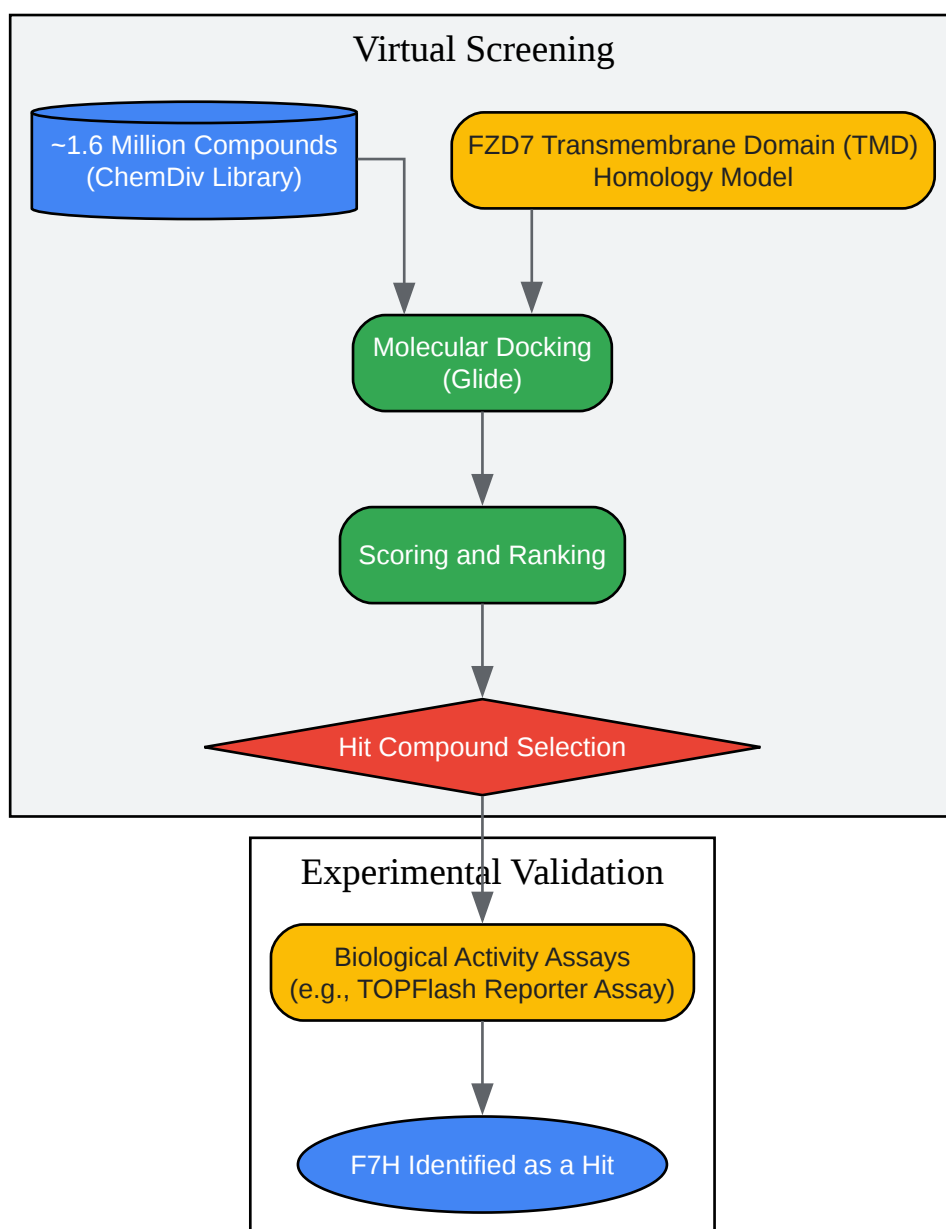 Virtual Screening
~1.6 Million Compounds
(ChemDiv Library)
FZD7 Transmembrane Domain (TMD)
Homology Model
Molecular Docking
(Glide)
Scoring and Ranking
Hit Compound Selection
Experimental Validation
Biological Activity Assays
(e.g., TOPFlash Reporter Assay)
F7H Identified as a Hit